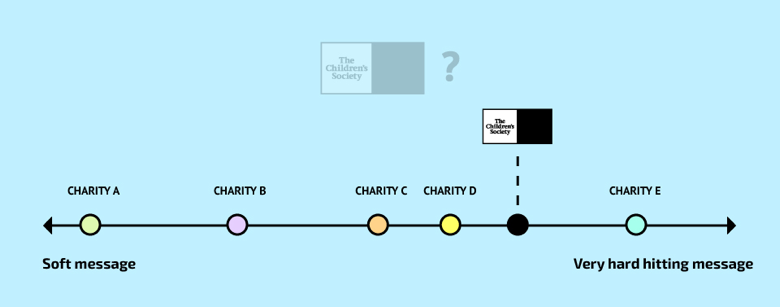 The
Children's
Society
?
The
Children's
Society
CHARITY A
CHARITY B
CHARITY C
CHARITY D
CHARITY E
Soft message
Very hard hitting message